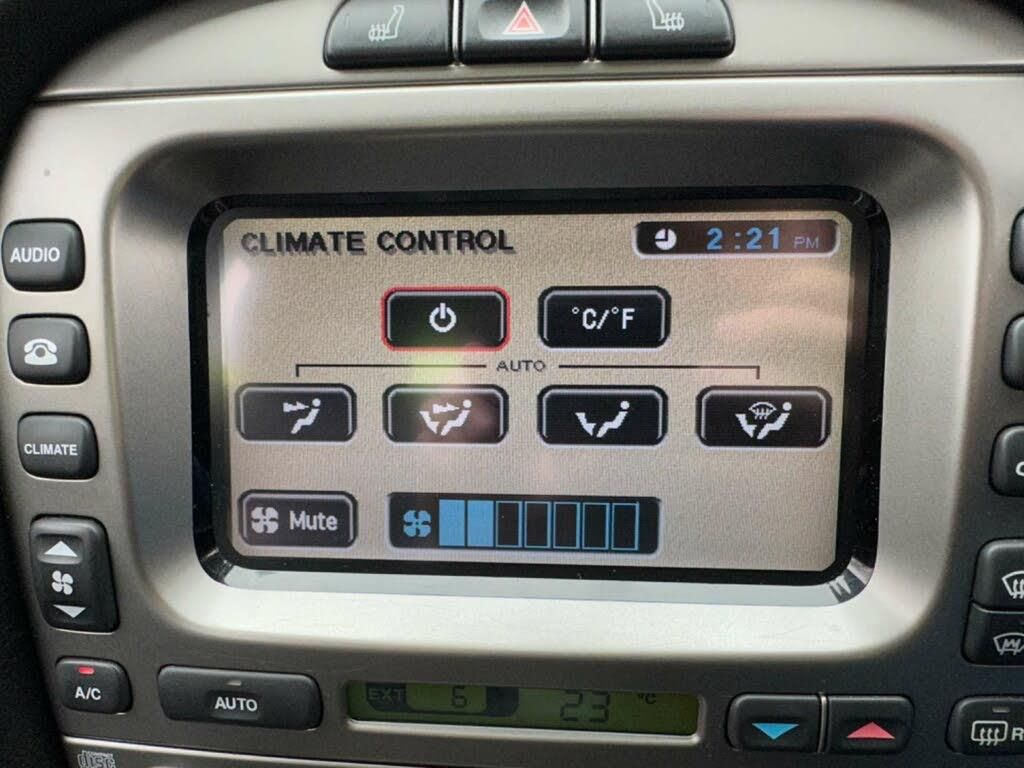 CLIMATE CONTROL
2:21 PM
AUDIO
°C/°F
AUTO
CLIMATE
Mute
A/C
AUTO
EXT 6 23 °C
R